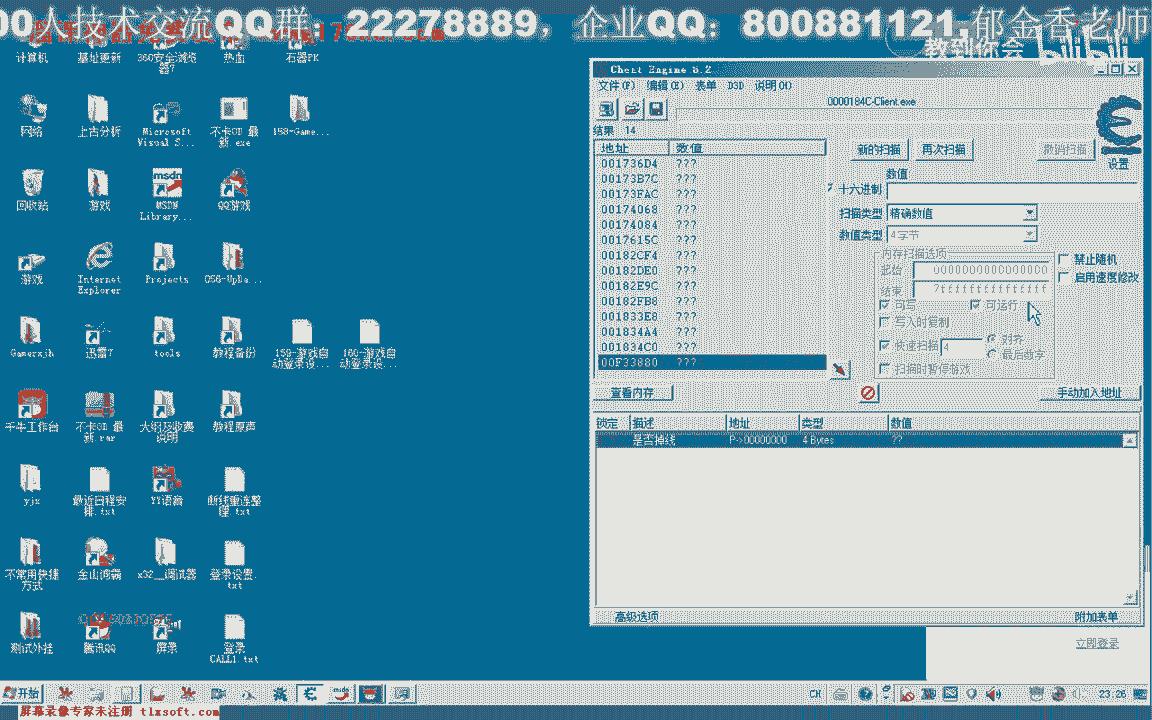 00人技术交流QQ群：22278889，企业QQ：800881121,郁金香老师
教到你会
bilibili
计算机
基址更新
360安全浏览器7
热血
石器PK
网络
上古分析
Microsoft Visual S...
不卡OD 最新.exe
158-Game...
回收站
游戏
MSDN Library...
QQ游戏
游戏
Internet Explorer
Projects
056-UpDa...
Gamerxjh
迅雷7
tools
教程备份
159-游戏自动登录设...
160-游戏自动登录设...
千牛工作台
不卡OD 最新.rar
大纲及收费说明
教程原声
yjx
最近日程安排.txt
YY语音
断线重连整理.txt
不常用快捷方式
金山词霸
x32__调试器
登录设置.txt
测试外挂
腾讯QQ
屏录
登录CALL1.txt
Cheat Engine 6.2
文件(F) 编辑(E) 表单 D3D 说明(H)
0000184C-Client.exe
结果 14
地址 数值
001736D4 ???
00173B7C ???
00173FAC ???
00174068 ???
00174084 ???
0017615C ???
00182CF4 ???
00182DE0 ???
00182E9C ???
00182FB8 ???
001833E8 ???
001834A4 ???
001834C0 ???
00F33880 ???
新的扫描 再次扫描 撤销扫描
设置
数值
十六进制
扫描类型 精确数值
数值类型 4字节
内存扫描选项
起始 0000000000000000
结束 7fffffffffffffff
可写 可运行
写入时复制
快速扫描 4 对齐
最后数字
扫描时暂停游戏
禁止随机
启用速度修改
查看内存 手动加入地址
锁定 描述 地址 类型 数值
是否掉线 P->00000000 4 Bytes ??
高级选项 附加表单
立即登录
开始
CH
23:26
屏幕录像专家未注册 tlxsoft.com